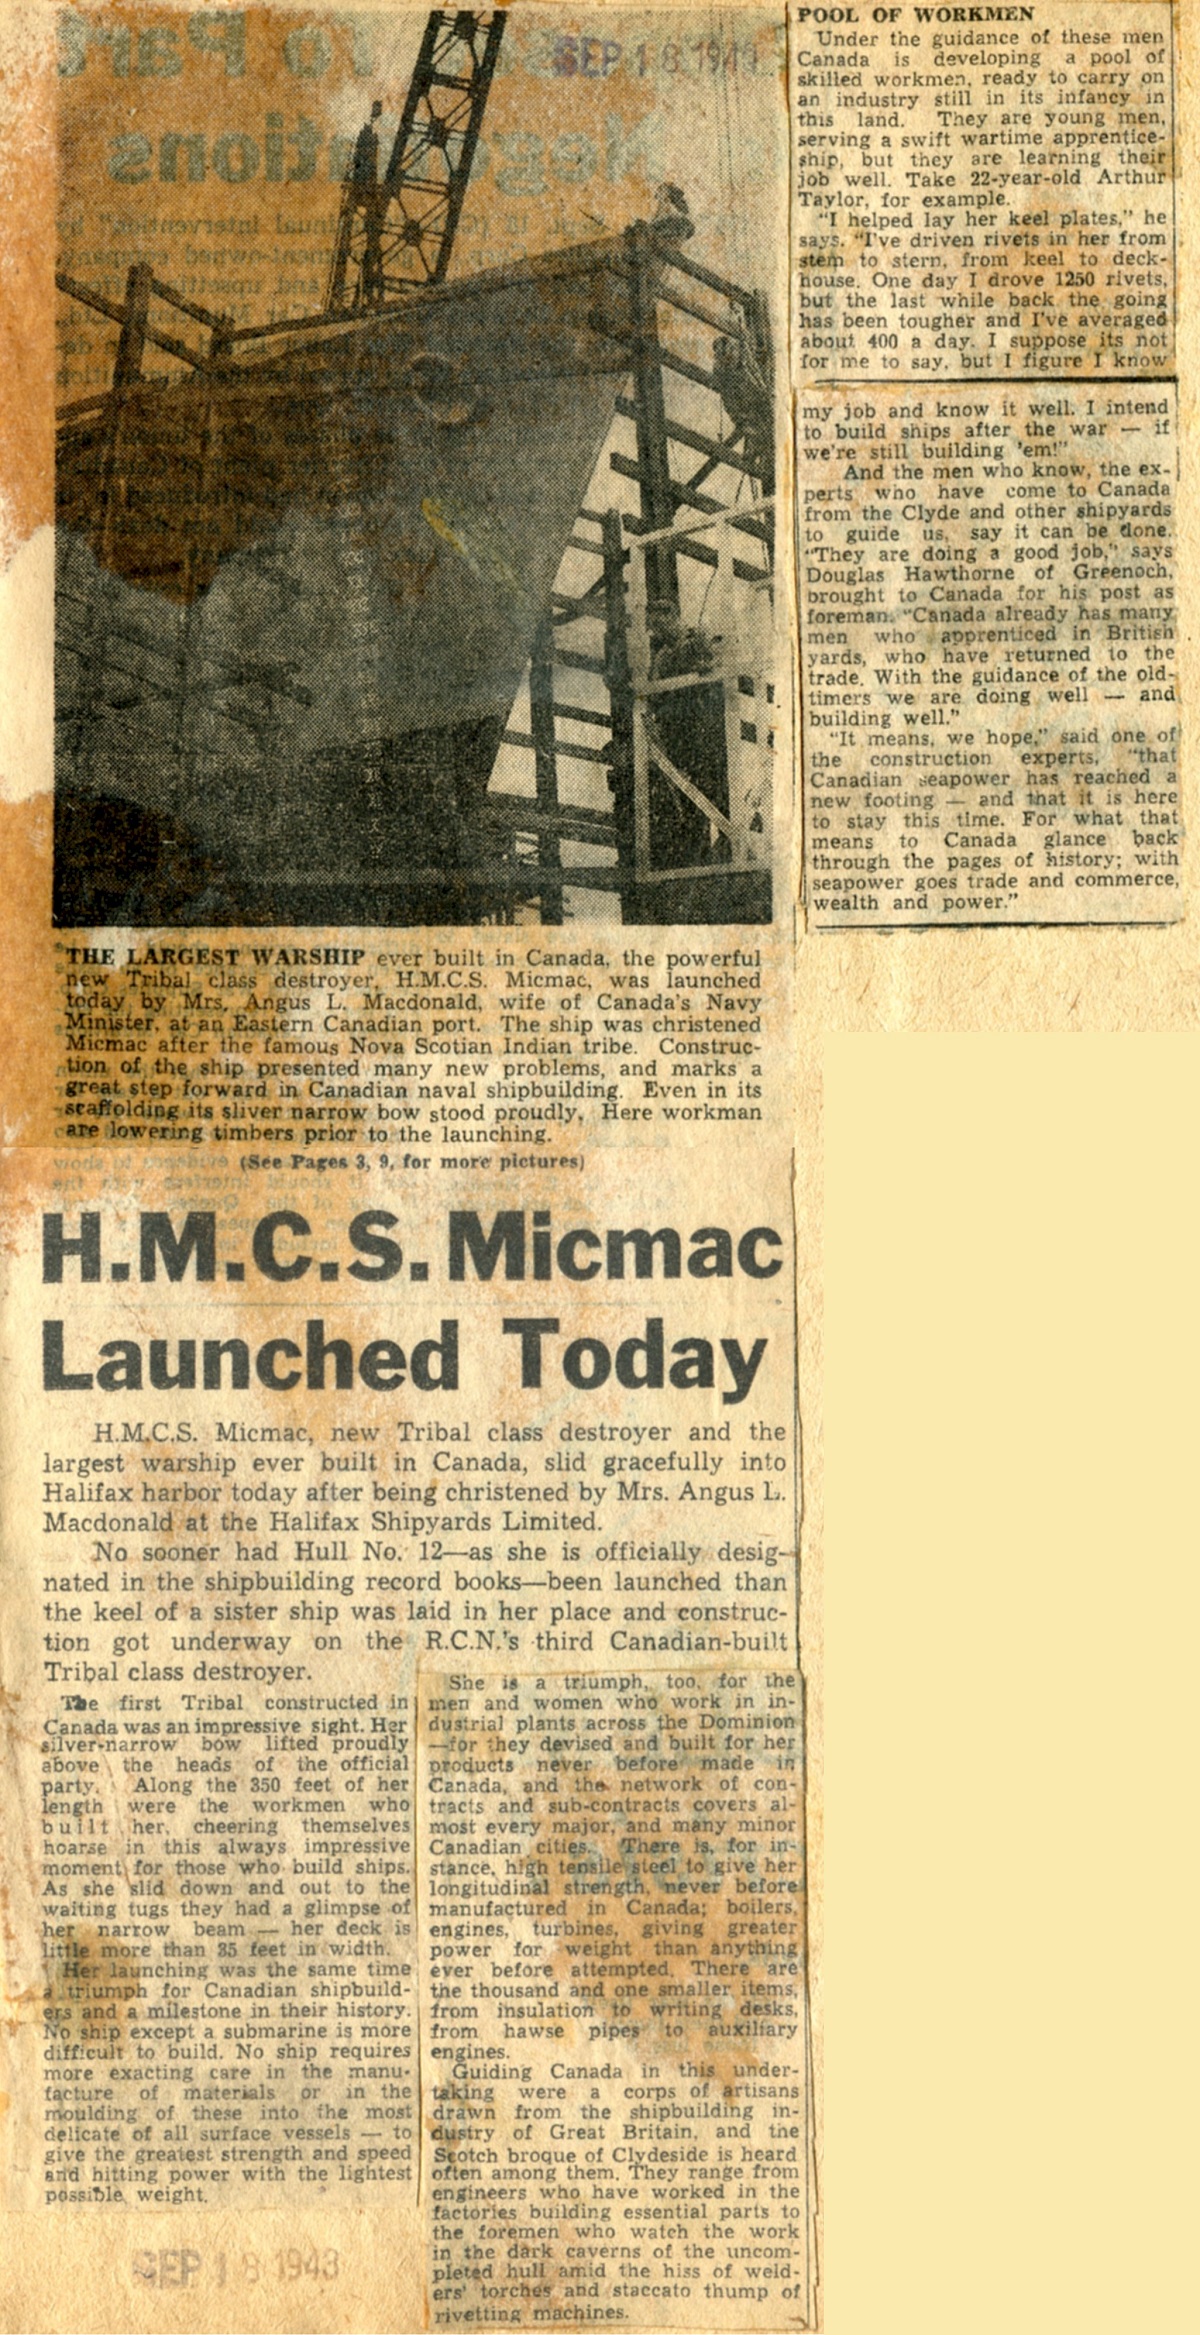 SEP 18 1943
THE LARGEST WARSHIP ever built in Canada, the powerful
new Tribal class destroyer, H.M.C.S. Micmac, was launched
today by Mrs. Angus L. Macdonald, wife of Canada's Navy
Minister, at an Eastern Canadian port. The ship was christened
Micmac after the famous Nova Scotian Indian tribe. Construc-
tion of the ship presented many new problems, and marks a
great step forward in Canadian naval shipbuilding. Even in its
scaffolding its sliver narrow bow stood proudly. Here workman
are lowering timbers prior to the launching.
(See Pages 3, 9, for more pictures)
H.M.C.S. Micmac
Launched Today
H.M.C.S. Micmac, new Tribal class destroyer and the
largest warship ever built in Canada, slid gracefully into
Halifax harbor today after being christened by Mrs. Angus L.
Macdonald at the Halifax Shipyards Limited.
No sooner had Hull No. 12—as she is officially desig-
nated in the shipbuilding record books—been launched than
the keel of a sister ship was laid in her place and construc-
tion got underway on the R.C.N.'s third Canadian-built
Tribal class destroyer.
The first Tribal constructed in
Canada was an impressive sight. Her
silver-narrow bow lifted proudly
above the heads of the official
party. Along the 350 feet of her
length were the workmen who
built her, cheering themselves
hoarse in this always impressive
moment for those who build ships.
As she slid down and out to the
waiting tugs they had a glimpse of
her narrow beam — her deck is
little more than 35 feet in width.
Her launching was the same time
a triumph for Canadian shipbuild-
ers and a milestone in their history.
No ship except a submarine is more
difficult to build. No ship requires
more exacting care in the manu-
facture of materials or in the
moulding of these into the most
delicate of all surface vessels — to
give the greatest strength and speed
and hitting power with the lightest
possible weight.
SEP 18 1943
She is a triumph, too, for the
men and women who work in in-
dustrial plants across the Dominion
—for they devised and built for her
products never before made in
Canada, and the network of con-
tracts and sub-contracts covers al-
most every major, and many minor
Canadian cities. There is, for in-
stance, high tensile steel to give her
longitudinal strength, never before
manufactured in Canada; boilers,
engines, turbines, giving greater
power for weight than anything
ever before attempted. There are
the thousand and one smaller items,
from insulation to writing desks,
from hawse pipes to auxiliary
engines.
Guiding Canada in this under-
taking were a corps of artisans
drawn from the shipbuilding in-
dustry of Great Britain, and the
Scotch broque of Clydeside is heard
often among them. They range from
engineers who have worked in the
factories building essential parts to
the foremen who watch the work
in the dark caverns of the uncom-
pleted hull amid the hiss of weld-
ers' torches and staccato thump of
rivetting machines.
POOL OF WORKMEN
Under the guidance of these men
Canada is developing a pool of
skilled workmen, ready to carry on
an industry still in its infancy in
this land. They are young men,
serving a swift wartime apprentice-
ship, but they are learning their
job well. Take 22-year-old Arthur
Taylor, for example.
"I helped lay her keel plates," he
says. "I've driven rivets in her from
stem to stern, from keel to deck-
house. One day I drove 1250 rivets,
but the last while back the going
has been tougher and I've averaged
about 400 a day. I suppose its not
for me to say, but I figure I know
my job and know it well. I intend
to build ships after the war — if
we're still building 'em!"
And the men who know, the ex-
perts who have come to Canada
from the Clyde and other shipyards
to guide us, say it can be done.
"They are doing a good job," says
Douglas Hawthorne of Greenoch,
brought to Canada for his post as
foreman. "Canada already has many
men who apprenticed in British
yards, who have returned to the
trade. With the guidance of the old-
timers we are doing well — and
building well."
"It means, we hope," said one of
the construction experts, "that
Canadian seapower has reached a
new footing — and that it is here
to stay this time. For what that
means to Canada glance back
through the pages of history; with
seapower goes trade and commerce,
wealth and power."